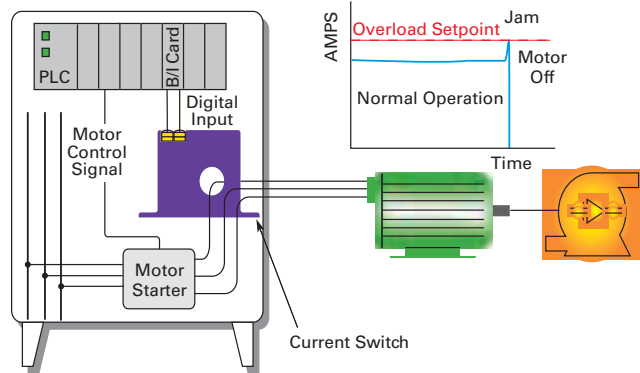 PLC
B/I Card
Digital
Input
Motor
Control
Signal
Motor
Starter
Current Switch
AMPS
Overload Setpoint
Jam
Motor
Off
Normal Operation
Time